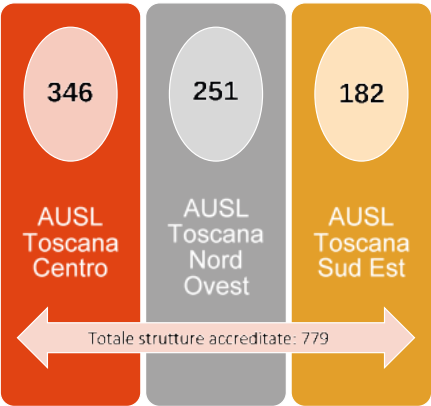 346
251
182
AUSL
Toscana
Centro
AUSL
Toscana
Nord
Ovest
AUSL
Toscana
Sud Est
Totale strutture accreditate: 779